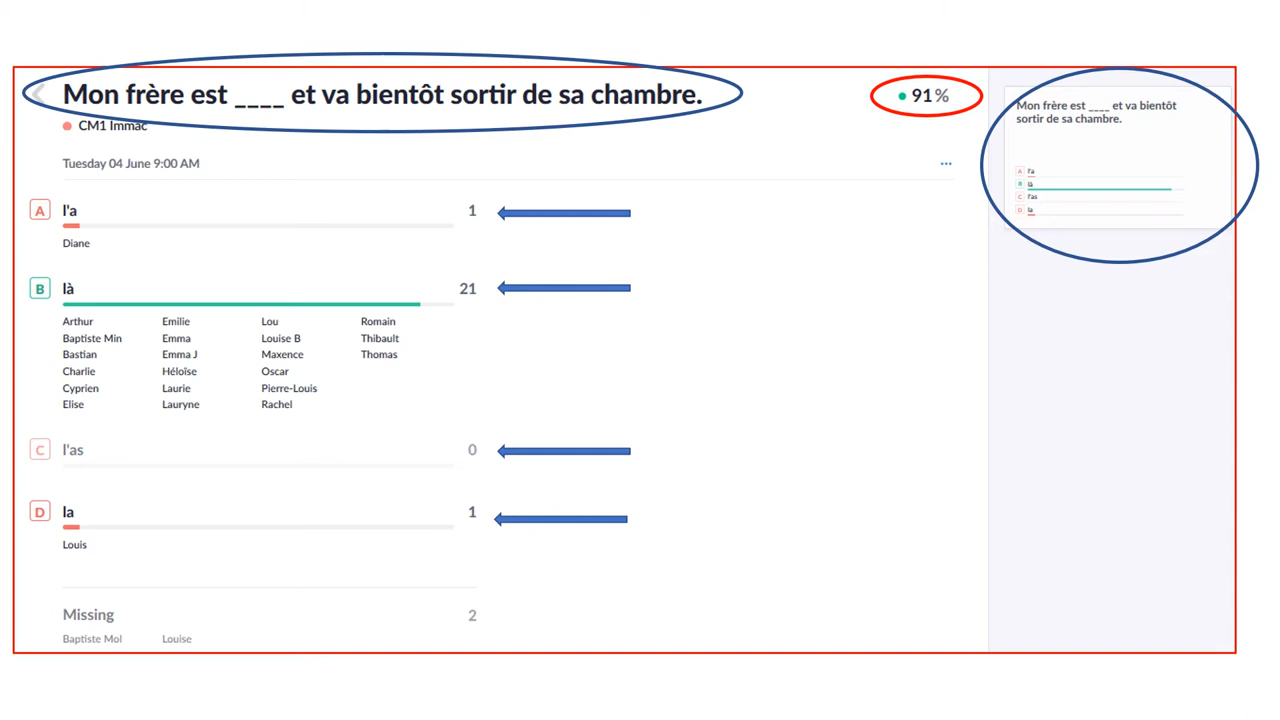 Mon frère est ____ et va bientôt sortir de sa chambre.
91%
CM1 Immac
Tuesday 04 June 9:00 AM
...
A l'a 1
Diane
B là 21
Arthur Emilie Lou Romain
Baptiste Min Emma Louise B Thibault
Bastian Emma J Maxence Thomas
Charlie Héloïse Oscar
Cyprien Laurie Pierre-Louis
Elise Lauryne Rachel
C l'as 0
D la 1
Louis
Missing 2
Baptiste Mol Louise
Mon frère est ____ et va bientôt
sortir de sa chambre.
A l'a
B là
C l'as
D la